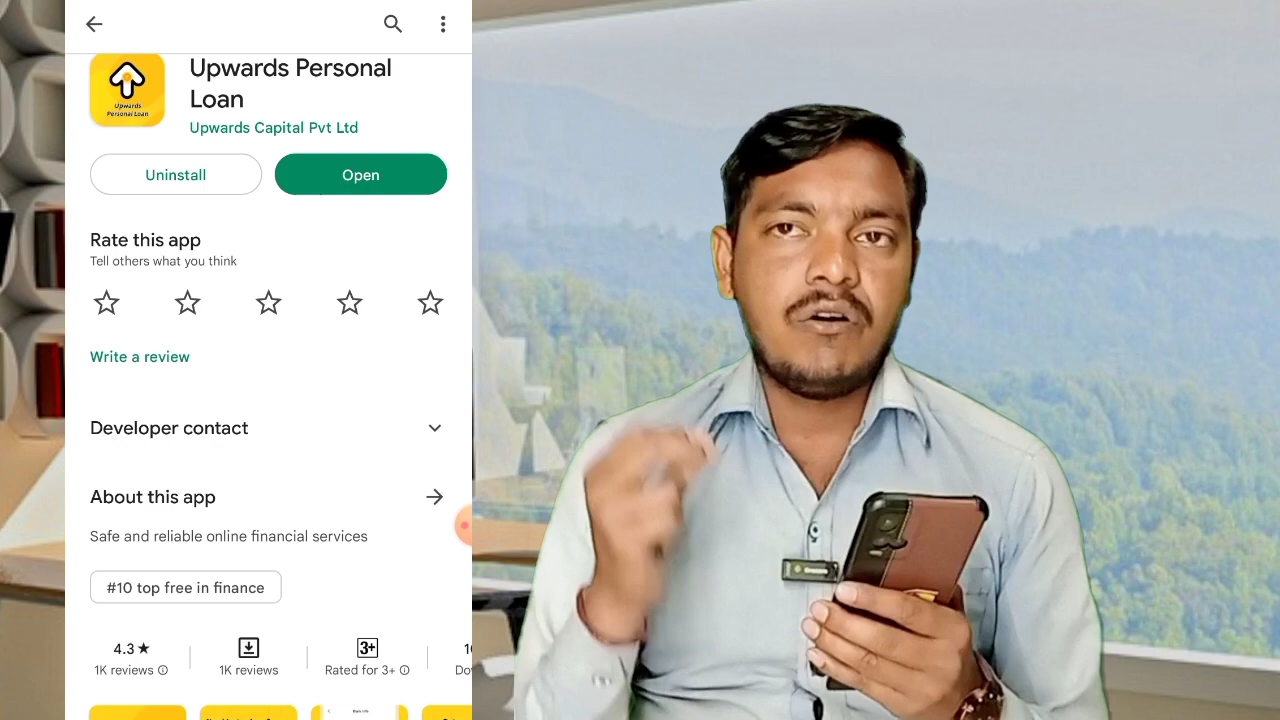 Upwards Personal
Loan
Upwards
Personal Loan
Upwards Capital Pvt Ltd
Uninstall
Open
Rate this app
Tell others what you think
Write a review
Developer contact
About this app
Safe and reliable online financial services
#10 top free in finance
4.3★
3+
1K reviews
1K reviews
Rated for 3+
Bank Info